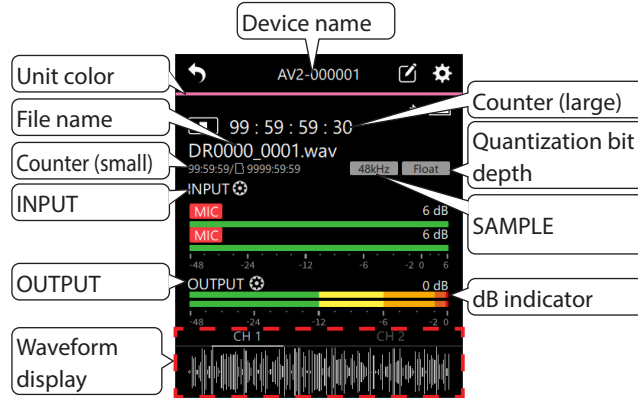 Device name
AV2-000001
Unit color
File name
Counter (small)
INPUT
OUTPUT
Waveform
display
99 : 59 : 59 : 30
DR0000_0001.wav
99:59:59/ 9999:59:59
48kHz
Float
INPUT
MIC
6 dB
MIC
6 dB
-48 -24 -12 -6 -2 0 6
OUTPUT
0 dB
-48 -24 -12 -6 -2 0
CH 1
CH 2
Counter (large)
Quantization bit
depth
SAMPLE
dB indicator